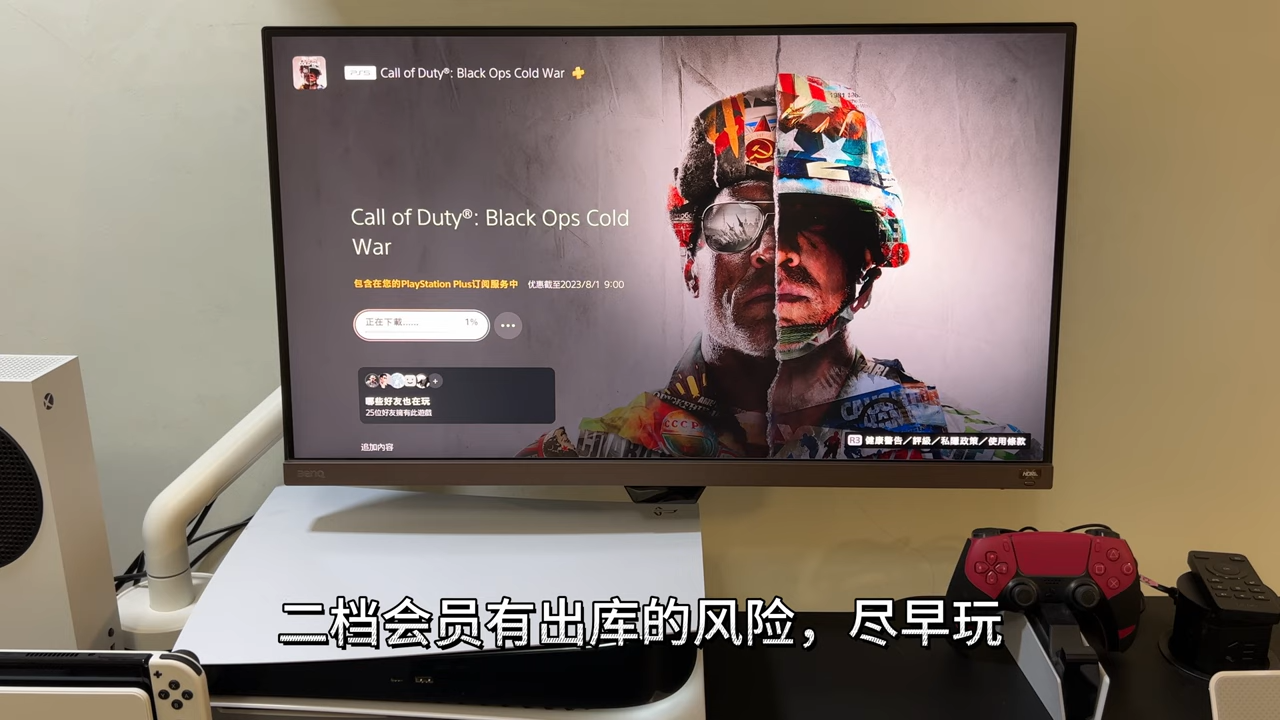 PS5 Call of Duty®: Black Ops Cold War
Call of Duty®: Black Ops Cold
War
包含在您的PlayStation Plus订阅服务中 优惠截至2023/8/1 9:00
正在下載...... 1%
哪些好友也在玩
25位好友擁有此遊戲
追加內容
CCCP
R3 健康警告／評級／私隱政策／使用條款
BenQ
二档会员有出库的风险，尽早玩